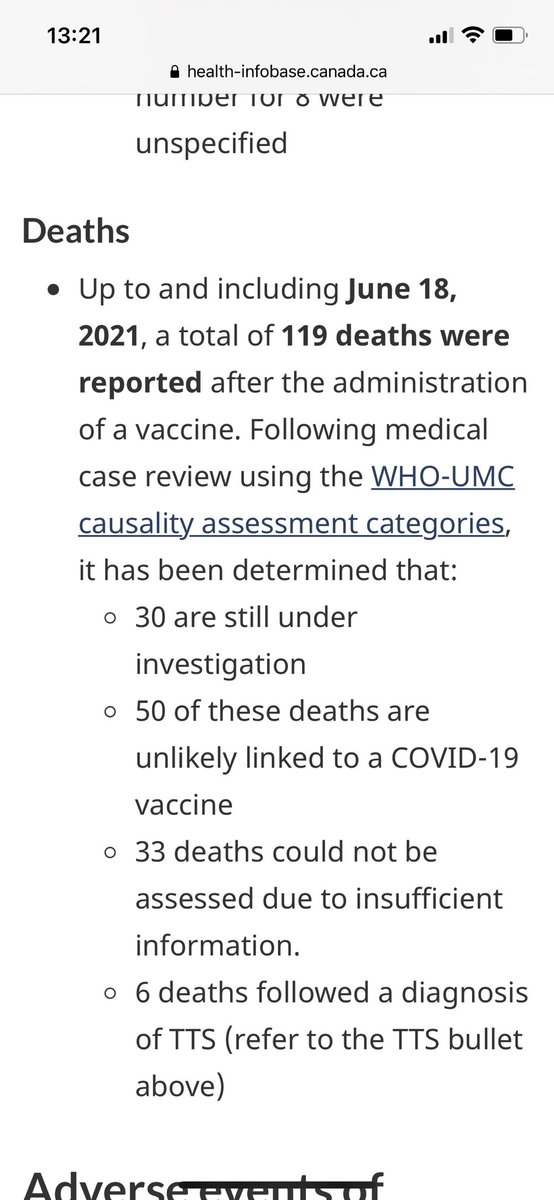 13:21
health-infobase.canada.ca
number for 8 were
unspecified
Deaths
Up to and including June 18,
2021, a total of 119 deaths were
reported after the administration
of a vaccine. Following medical
case review using the WHO-UMC
causality assessment categories,
it has been determined that:
30 are still under
investigation
50 of these deaths are
unlikely linked to a COVID-19
vaccine
33 deaths could not be
assessed due to insufficient
information.
6 deaths followed a diagnosis
of TTS (refer to the TTS bullet
above)
Adverse events of